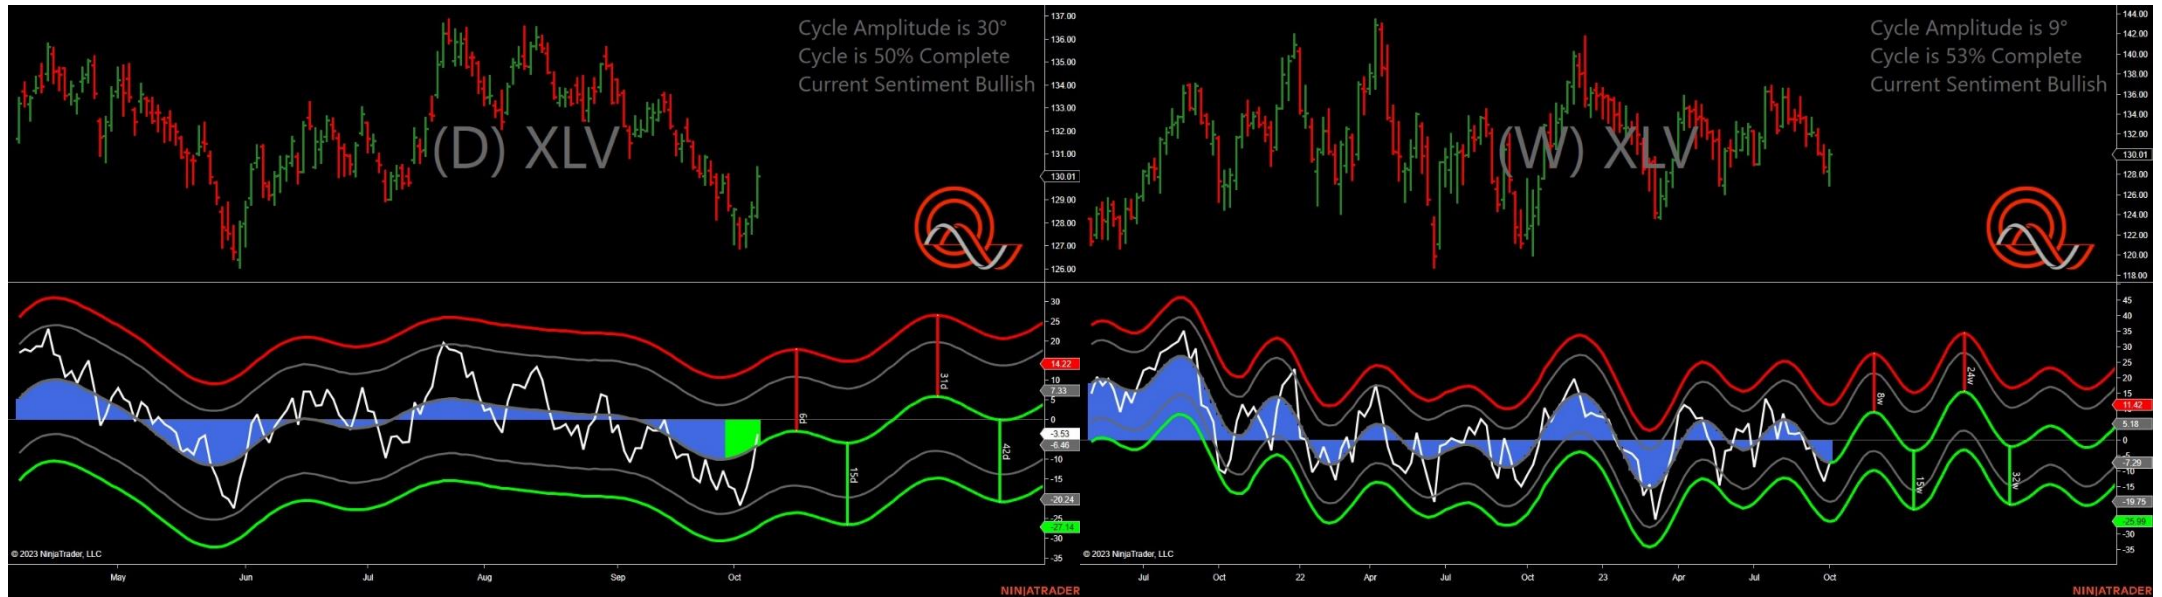 Cycle Amplitude is 30°
Cycle is 50% Complete
Current Sentiment Bullish
(D) XLV
137.00
136.00
135.00
134.00
133.00
132.00
131.00
130.01
129.00
128.00
127.00
126.00
30
25
20
14.22
10
7.33
5
0
-3.53
-6.46
-10
-15
-20.24
-25
-27.14
-30
-35
6d
15d
31d
42d
© 2023 NinjaTrader, LLC
May Jun Jul Aug Sep Oct
NINJATRADER
Cycle Amplitude is 9°
Cycle is 53% Complete
Current Sentiment Bullish
(W) XLV
144.00
142.00
140.00
138.00
136.00
134.00
132.00
130.01
128.00
126.00
124.00
122.00
120.00
118.00
45
40
35
30
25
20
15
11.42
5.18
0
-7.29
-15
-19.75
-25.99
-30
-35
8w
15w
24w
32w
© 2023 NinjaTrader, LLC
Jul Oct 22 Apr Jul Oct 23 Apr Jul Oct
NINJATRADER